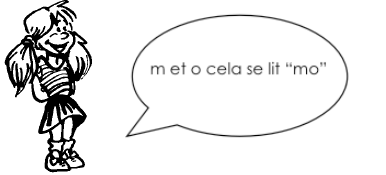 m et o cela se lit “mo”